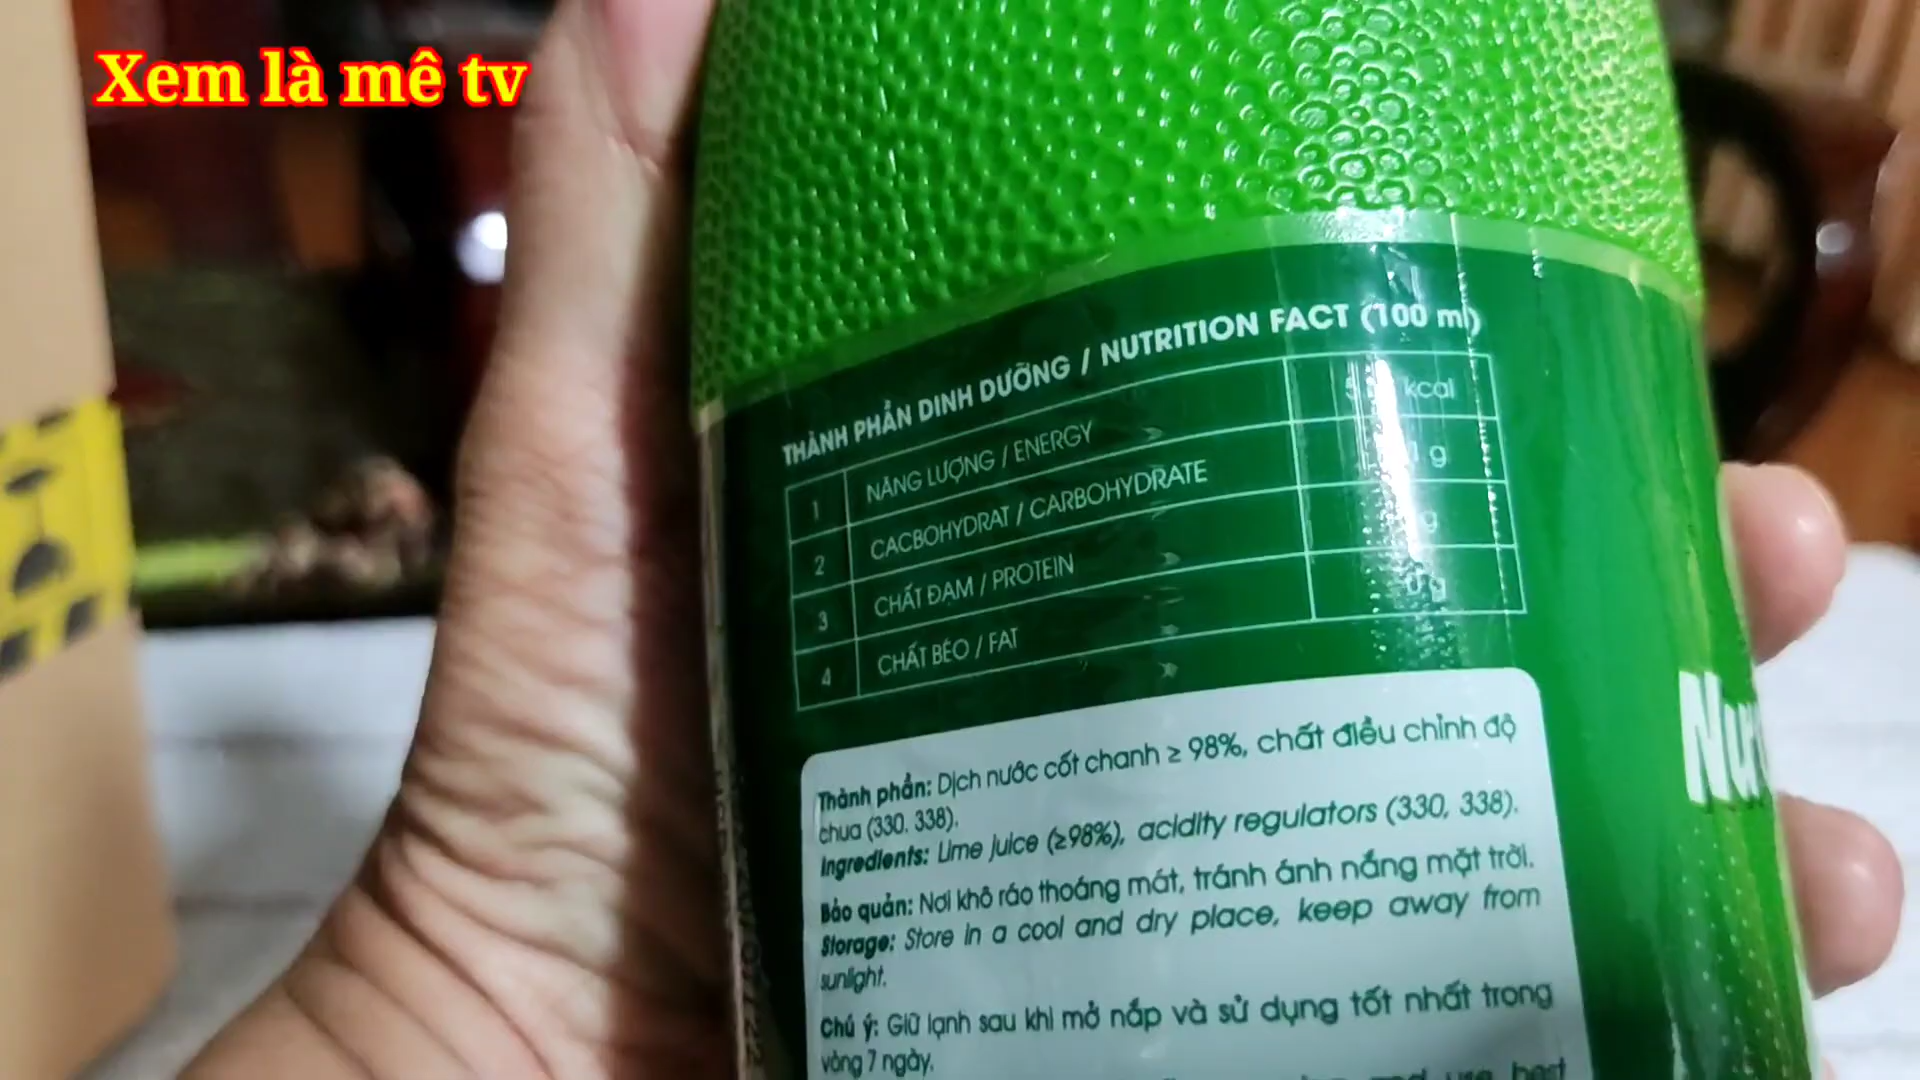 Xem là mê tv
THÀNH PHẦN DINH DƯỠNG / NUTRITION FACT (100 ml)
1 NĂNG LƯỢNG / ENERGY kcal
2 CACBOHYDRAT / CARBOHYDRATE g
3 CHẤT ĐẠM / PROTEIN g
4 CHẤT BÉO / FAT 0 g
Thành phần: Dịch nước cốt chanh ≥ 98%, chất điều chỉnh độ
chua (330. 338).
Ingredients: Lime juice (≥98%), acidity regulators (330, 338).
Bảo quản: Nơi khô ráo thoáng mát, tránh ánh nắng mặt trời.
Storage: Store in a cool and dry place, keep away from
sunlight.
Chú ý: Giữ lạnh sau khi mở nắp và sử dụng tốt nhất trong
vòng 7 ngày.
and use best